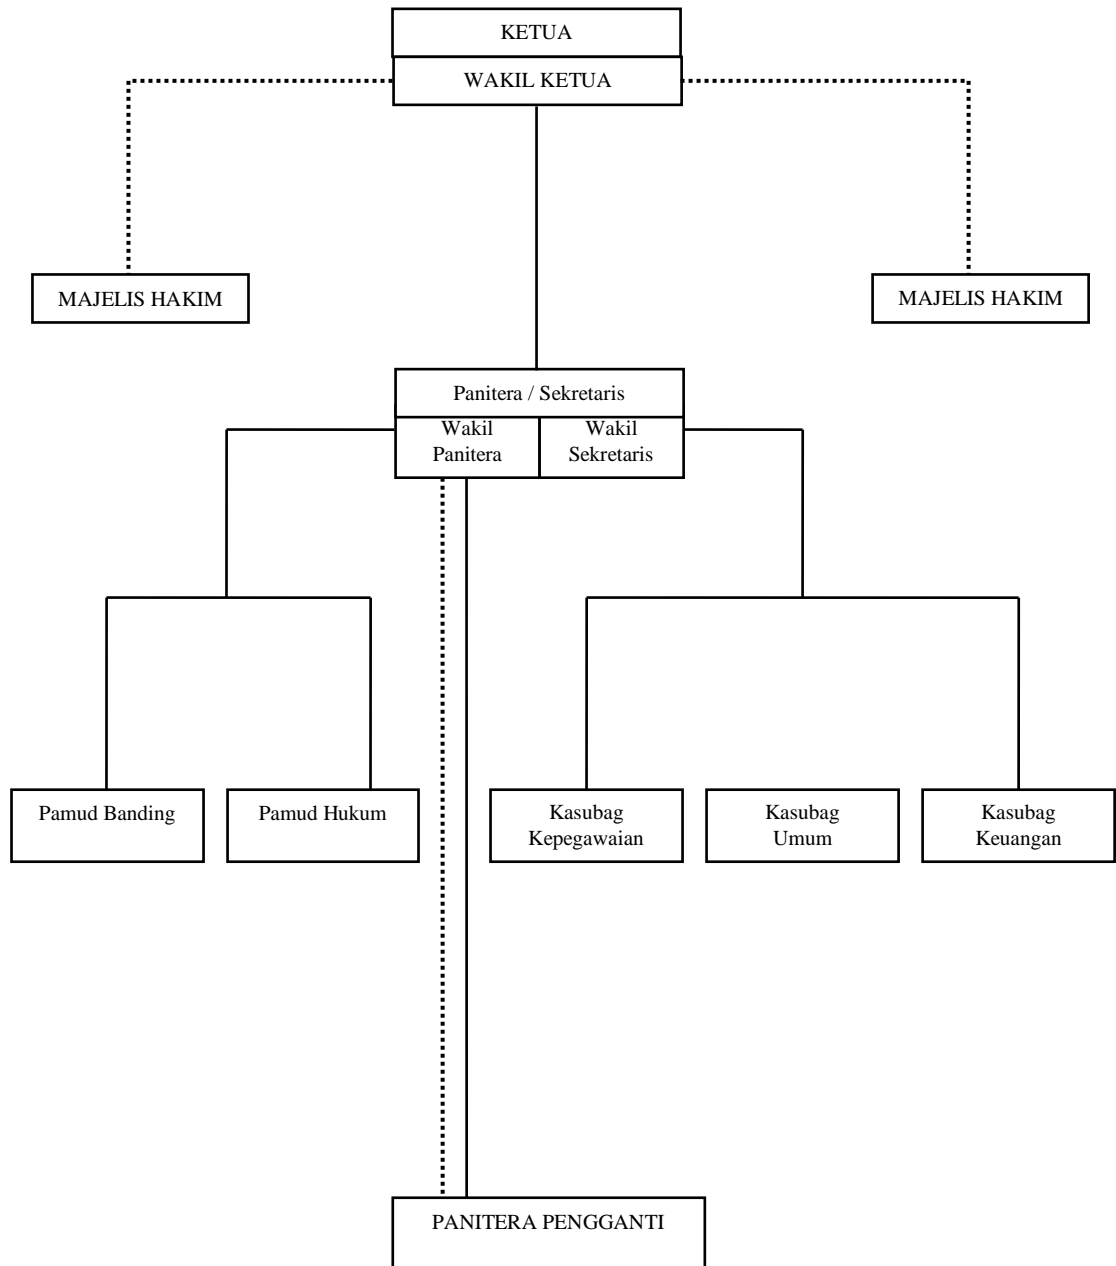 KETUA
WAKIL KETUA
MAJELIS HAKIM
MAJELIS HAKIM
Panitera / Sekretaris
Wakil
Panitera
Wakil
Sekretaris
Pamud Banding
Pamud Hukum
Kasubag
Kepegawaian
Kasubag
Umum
Kasubag
Keuangan
PANITERA PENGGANTI